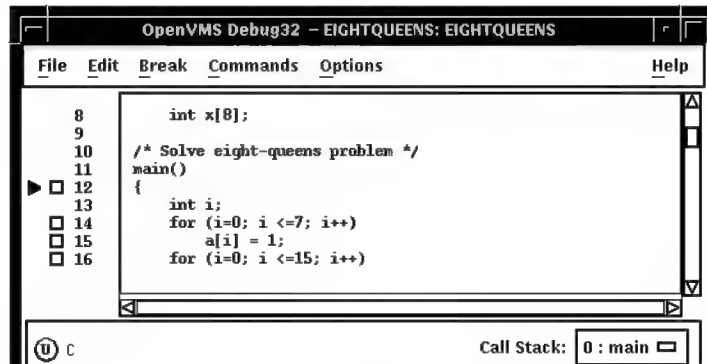 OpenVMS Debug32 – EIGHTQUEENS: EIGHTQUEENS
File Edit Break Commands Options Help
8 int x[8];
9
10 /* Solve eight-queens problem */
11 main()
12 {
13 int i;
14 for (i=0; i <=7; i++)
15 a[i] = 1;
16 for (i=0; i <=15; i++)
U C Call Stack: 0 : main